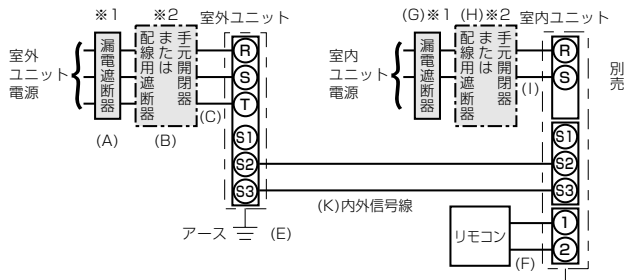 ※1
※2
室外ユニット
室外
ユニット
電源
漏電遮断器
手元開閉器
または
配線用遮断器
R
S
T
S1
S2
S3
(A)
(B)
(C)
アース
(E)
(G)※1
(H)※2
室内ユニット
室内
ユニット
電源
漏電遮断器
手元開閉器
または
配線用遮断器
(I)
R
S
S1
S2
S3
1
2
別売
(K)内外信号線
リモコン
(F)